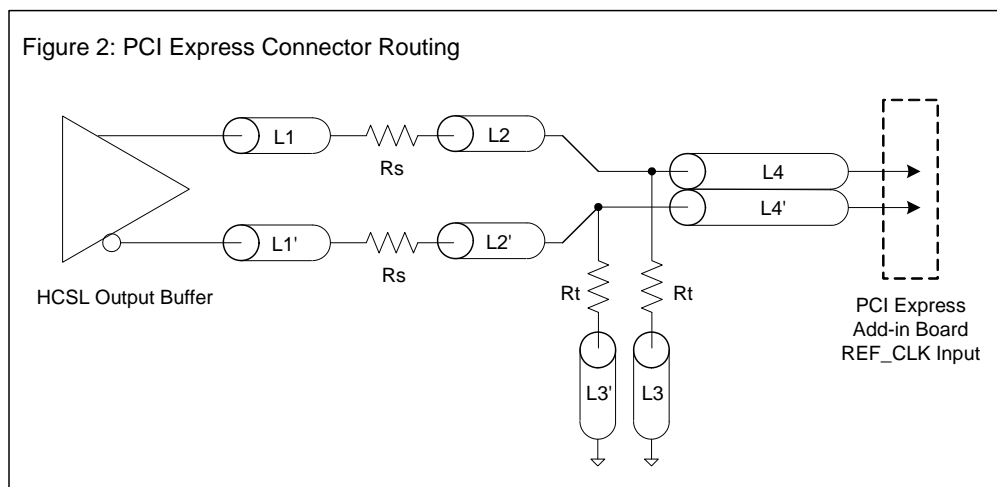 Figure 2: PCI Express Connector Routing
L1
Rs
L2
L4
L4'
L1'
Rs
L2'
HCSL Output Buffer
Rt
Rt
L3'
L3
PCI Express
Add-in Board
REF_CLK Input